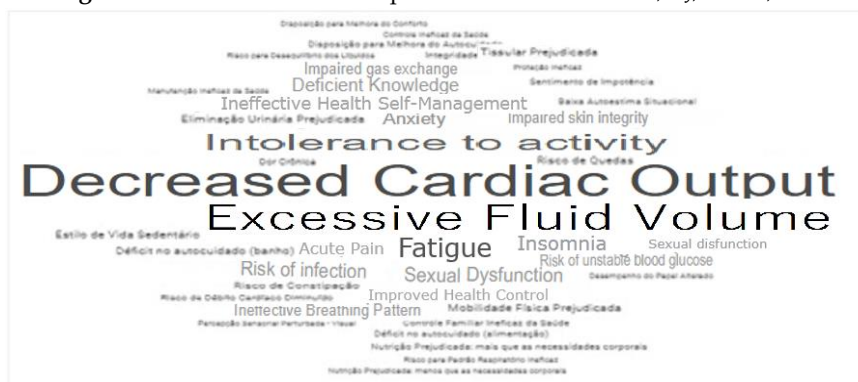 Disposição para Melhora do Conforto
Controle Ineficaz da Saúde
Disposição para Melhora do Autocuidado
Risco para Desequilíbrio dos Líquidos Integridade Tissular Prejudicada
Impaired gas exchange Proteção Ineficaz
Deficient Knowledge Sentimento de Impotência
Manutenção Ineficaz da Saúde
Ineffective Health Self-Management Baixa Autoestima Situacional
Eliminação Urinária Prejudicada Anxiety Impaired skin integrity
Intolerance to activity
Dor Crônica Risco de Quedas
Decreased Cardiac Output
Excessive Fluid Volume
Estilo de Vida Sedentário
Déficit no autocuidado (banho) Acute Pain Fatigue Insomnia Sexual disfunction
Risk of infection Sexual Dysfunction Risk of unstable blood glucose
Risco de Constipação Desempenho do Papel Alterado
Risco de Débito Cardíaco Diminuído Improved Health Control
Ineffective Breathing Pattern Mobilidade Física Prejudicada
Percepção Sensorial Perturbada - Visual Controle Familiar Ineficaz da Saúde
Déficit no autocuidado (alimentação)
Nutrição Prejudicada: mais que as necessidades corporais
Risco para Padrão Respiratório Ineficaz
Nutrição Prejudicada: menos que as necessidades corporais